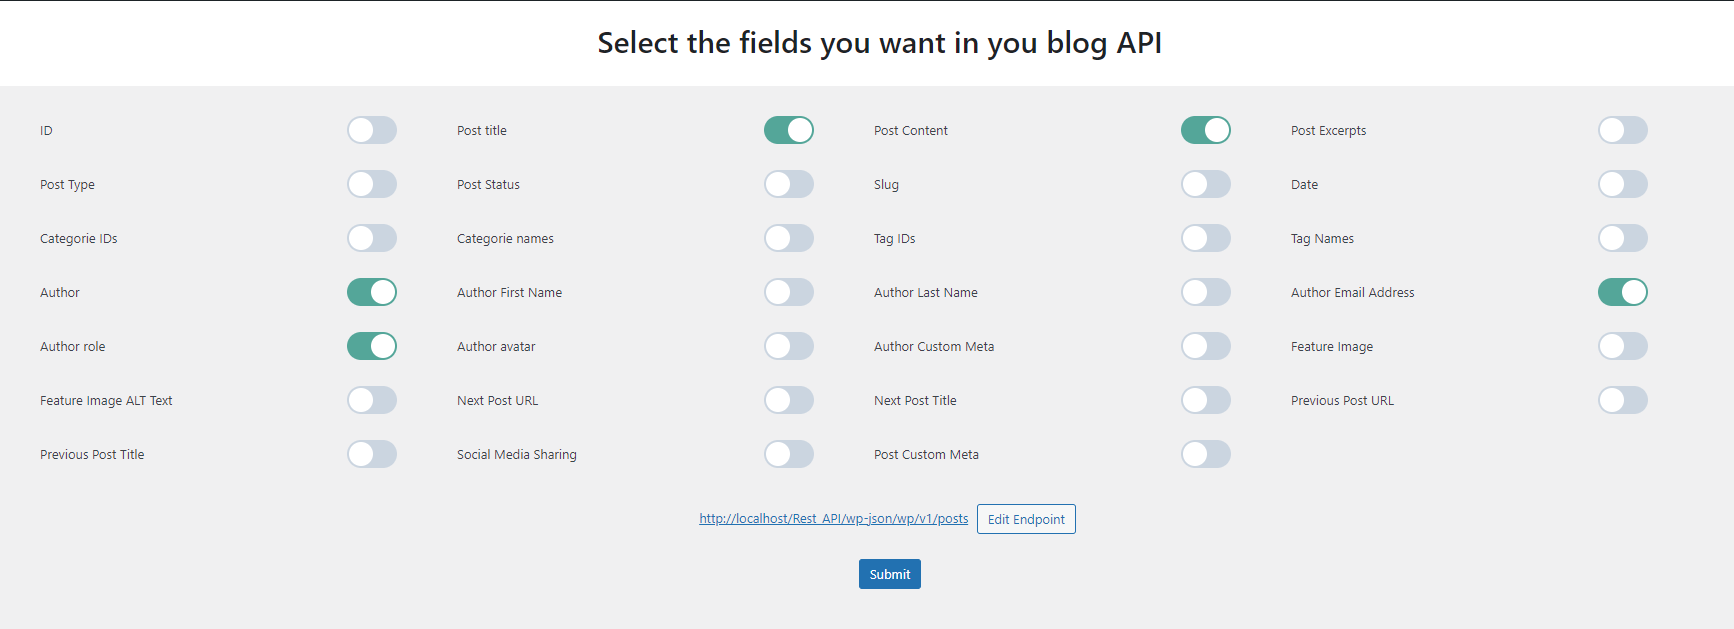 Select the fields you want in you blog API
ID Post title Post Content Post Excerpts
Post Type Post Status Slug Date
Categorie IDs Categorie names Tag IDs Tag Names
Author Author First Name Author Last Name Author Email Address
Author role Author avatar Author Custom Meta Feature Image
Feature Image ALT Text Next Post URL Next Post Title Previous Post URL
Previous Post Title Social Media Sharing Post Custom Meta
http://localhost/Rest_API/wp-json/wp/v1/posts Edit Endpoint
Submit